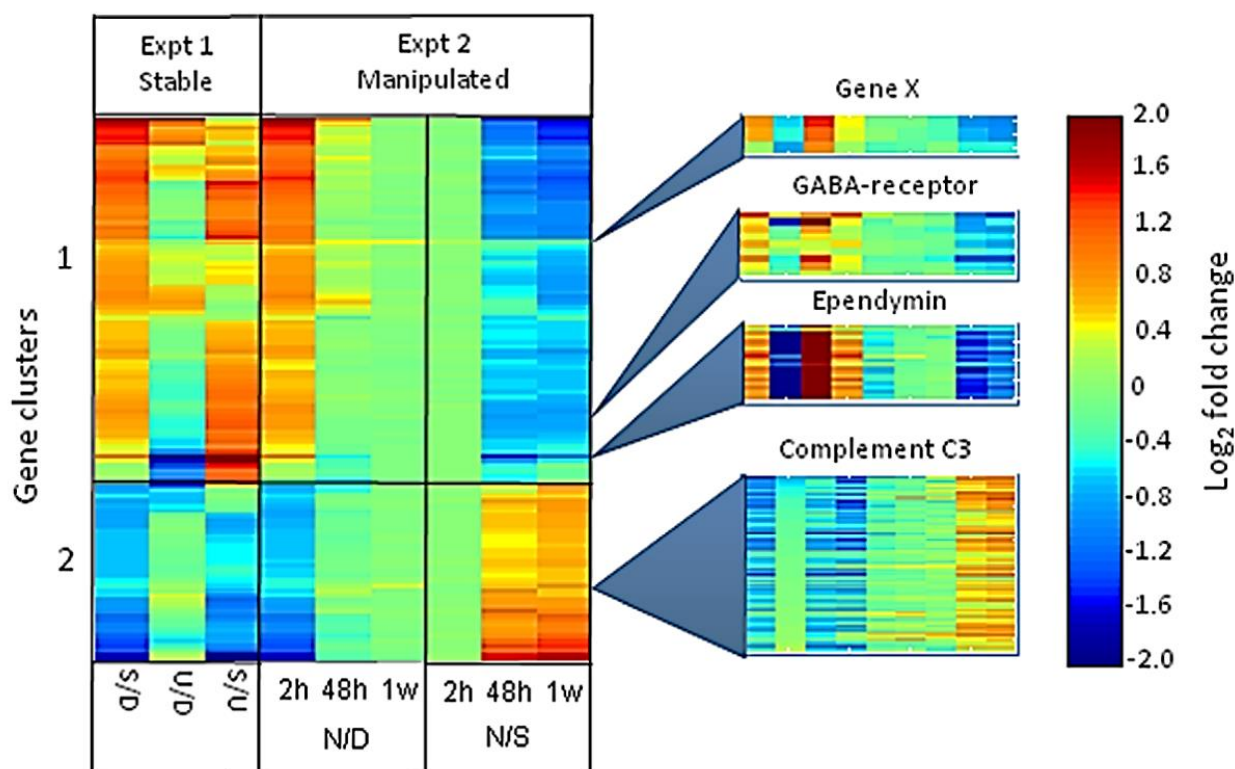 Expt 1
Stable
Expt 2
Manipulated
Gene clusters
1
2
a/s
a/n
n/s
2h 48h 1w
N/D
2h 48h 1w
N/S
Gene X
GABA-receptor
Ependymin
Complement C3
2.0
1.6
1.2
0.8
0.4
0
-0.4
-0.8
-1.2
-1.6
-2.0
Log₂ fold change